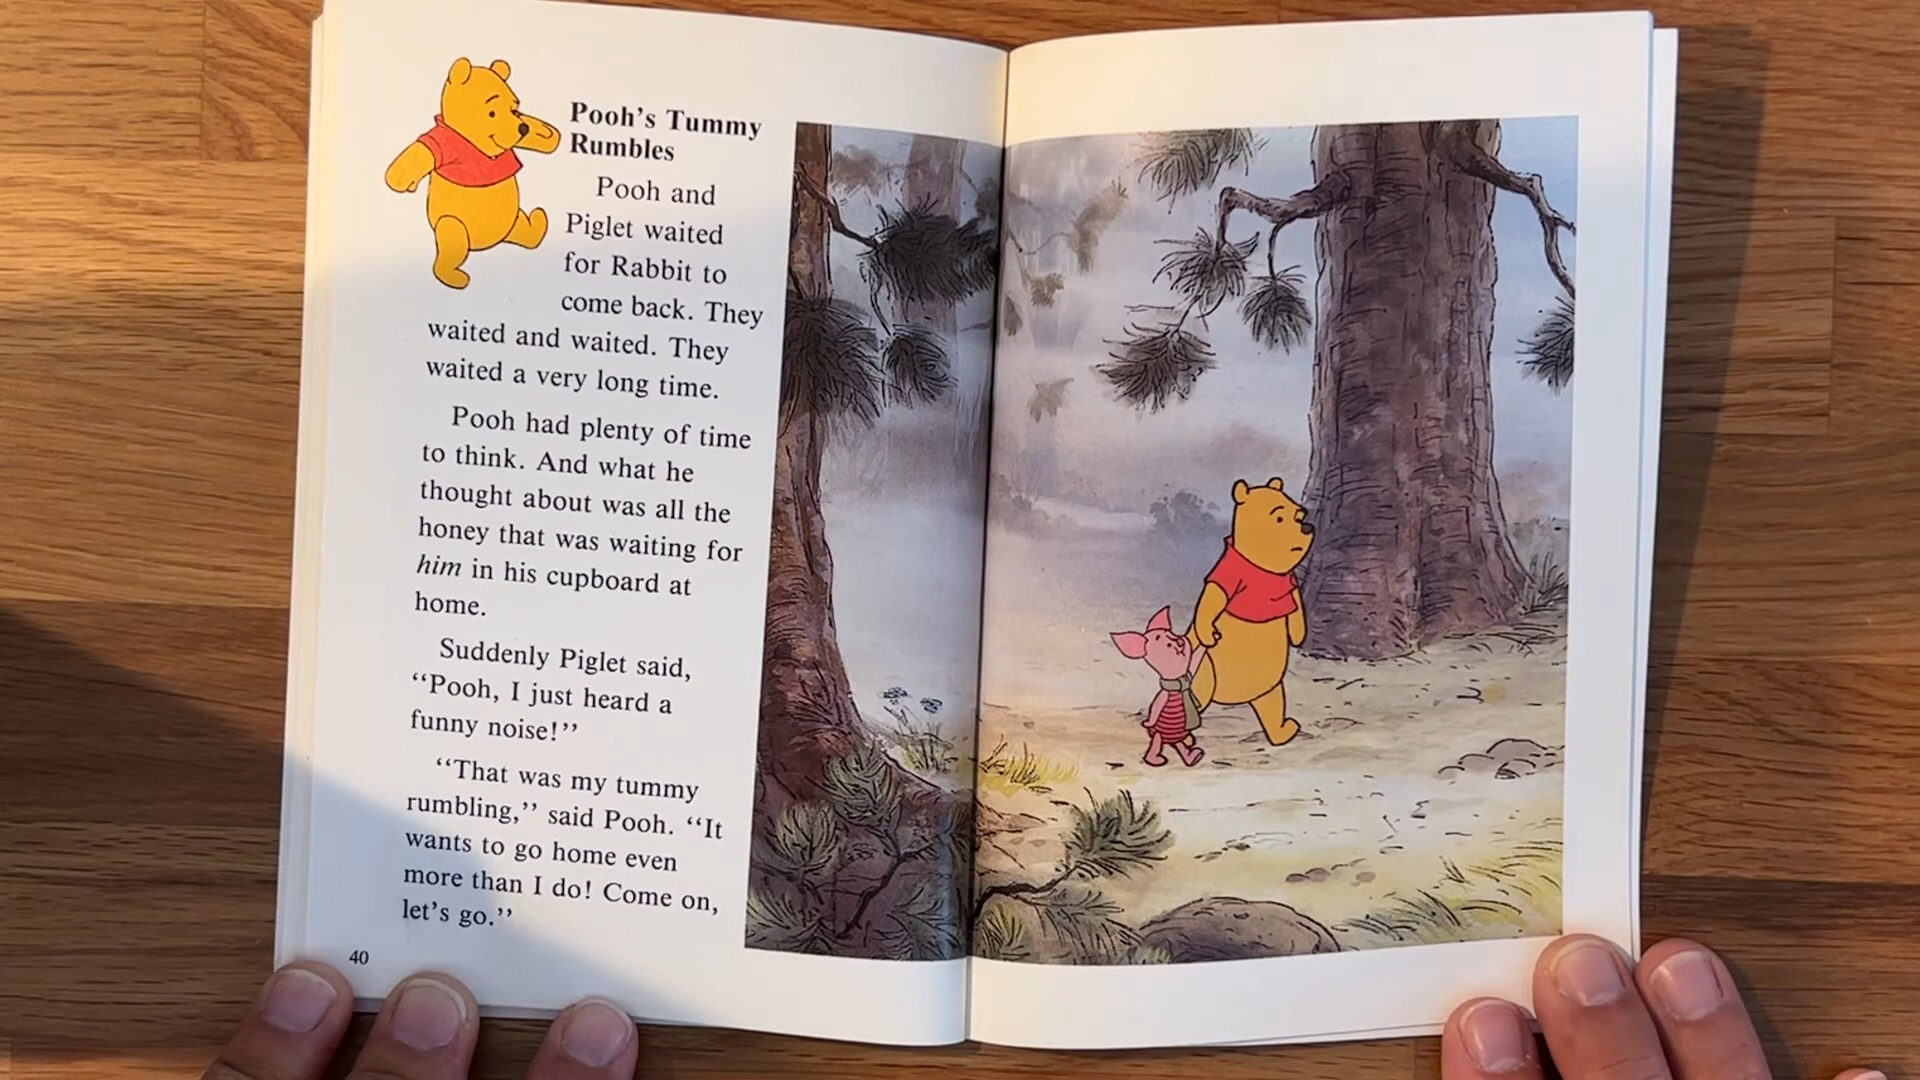 Pooh’s Tummy
Rumbles
Pooh and
Piglet waited
for Rabbit to
come back. They
waited and waited. They
waited a very long time.
Pooh had plenty of time
to think. And what he
thought about was all the
honey that was waiting for
him in his cupboard at
home.
Suddenly Piglet said,
‘‘Pooh, I just heard a
funny noise!’’
‘‘That was my tummy
rumbling,’’ said Pooh. ‘‘It
wants to go home even
more than I do! Come on,
let’s go.’’
40